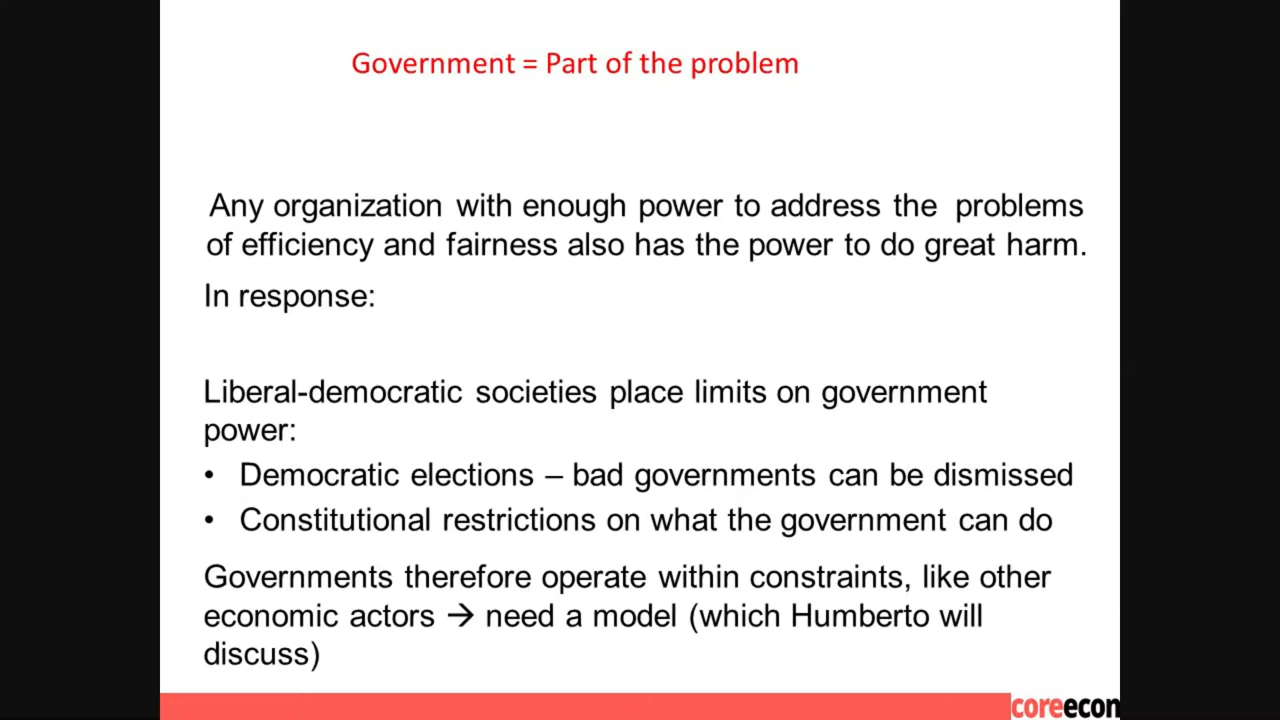 Government = Part of the problem
Any organization with enough power to address the problems
of efficiency and fairness also has the power to do great harm.
In response:
Liberal-democratic societies place limits on government
power:
• Democratic elections – bad governments can be dismissed
• Constitutional restrictions on what the government can do
Governments therefore operate within constraints, like other
economic actors → need a model (which Humberto will
discuss)
coreecon